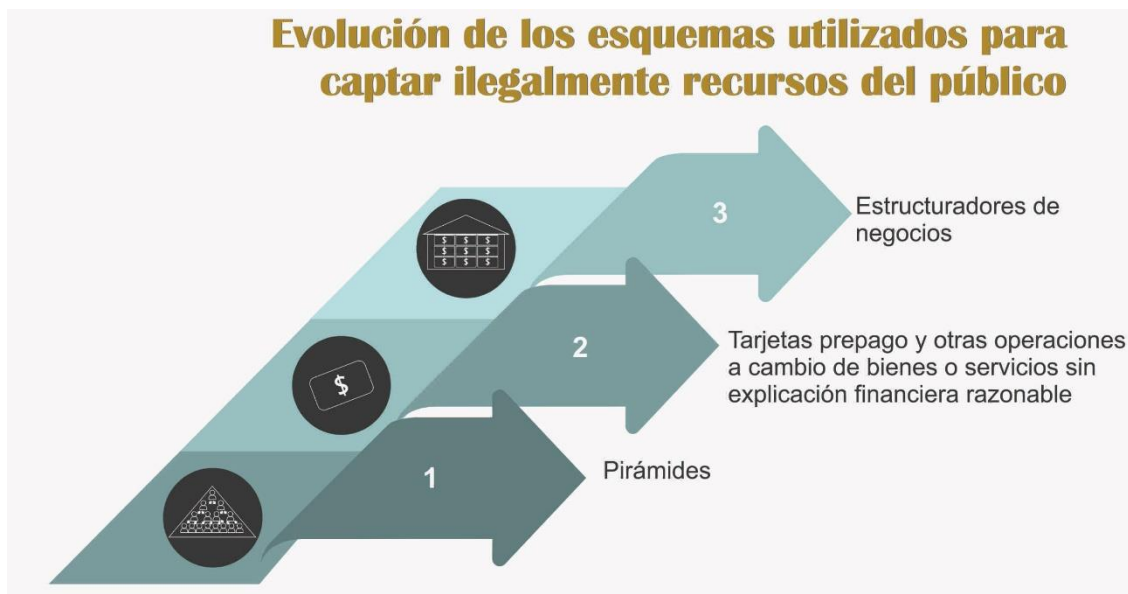 Evolución de los esquemas utilizados para
captar ilegalmente recursos del público
3
Estructuradores de
negocios
$ $ $
$ $ $
$ $ $
2
Tarjetas prepago y otras operaciones
a cambio de bienes o servicios sin
explicación financiera razonable
$
1
Pirámides